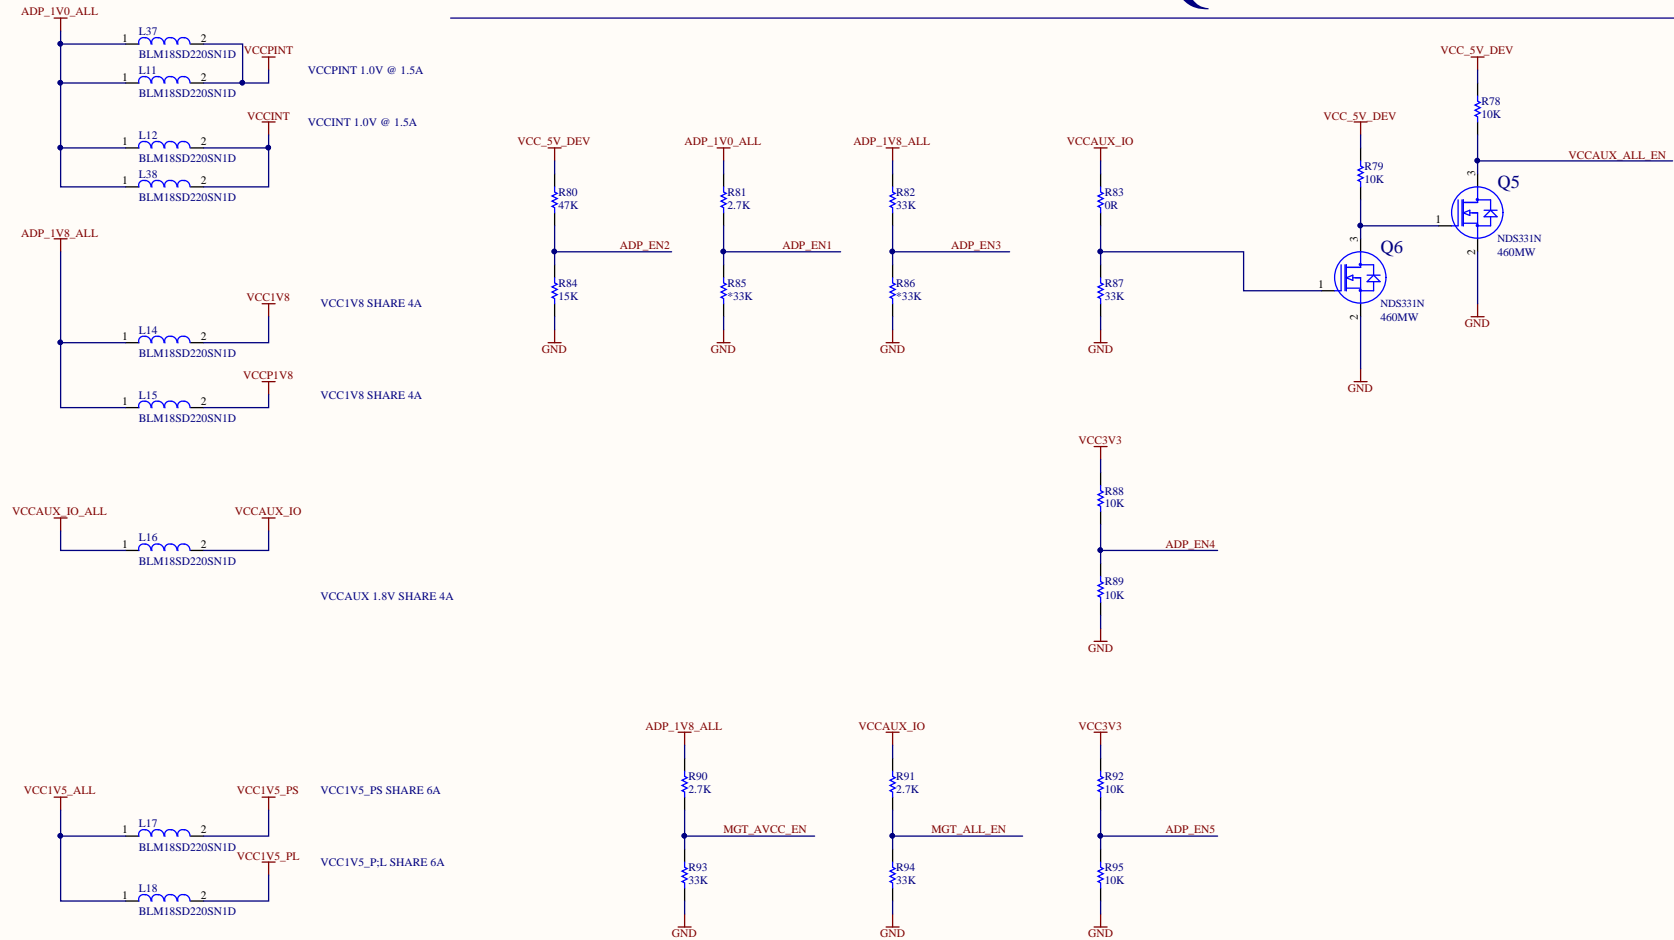 ADP_1V0_ALL
1 L37 2
BLM18SD220SN1D
VCCPINT
1 L11 2
BLM18SD220SN1D
VCCPINT 1.0V @ 1.5A
VCCINT
VCCINT 1.0V @ 1.5A
1 L12 2
BLM18SD220SN1D
1 L38 2
BLM18SD220SN1D
ADP_1V8_ALL
VCC1V8
VCC1V8 SHARE 4A
1 L14 2
BLM18SD220SN1D
VCCP1V8
1 L15 2
BLM18SD220SN1D
VCC1V8 SHARE 4A
VCCAUX_IO_ALL
VCCAUX_IO
1 L16 2
BLM18SD220SN1D
VCCAUX 1.8V SHARE 4A
VCC1V5_ALL
VCC1V5_PS
VCC1V5_PS SHARE 6A
1 L17 2
BLM18SD220SN1D
VCC1V5_PL
VCC1V5_P;L SHARE 6A
1 L18 2
BLM18SD220SN1D
VCC_5V_DEV
R80
47K
ADP_EN2
R84
15K
GND
ADP_1V0_ALL
R81
2.7K
ADP_EN1
R85
*33K
GND
ADP_1V8_ALL
R82
33K
ADP_EN3
R86
*33K
GND
VCCAUX_IO
R83
0R
R87
33K
GND
VCC_5V_DEV
R79
10K
3
Q6
1
NDS331N
460MW
2
GND
VCC_5V_DEV
R78
10K
VCCAUX_ALL_EN
3
Q5
1
NDS331N
460MW
2
GND
VCC3V3
R88
10K
ADP_EN4
R89
10K
GND
ADP_1V8_ALL
R90
2.7K
MGT_AVCC_EN
R93
33K
GND
VCCAUX_IO
R91
2.7K
MGT_ALL_EN
R94
33K
GND
VCC3V3
R92
10K
ADP_EN5
R95
10K
GND